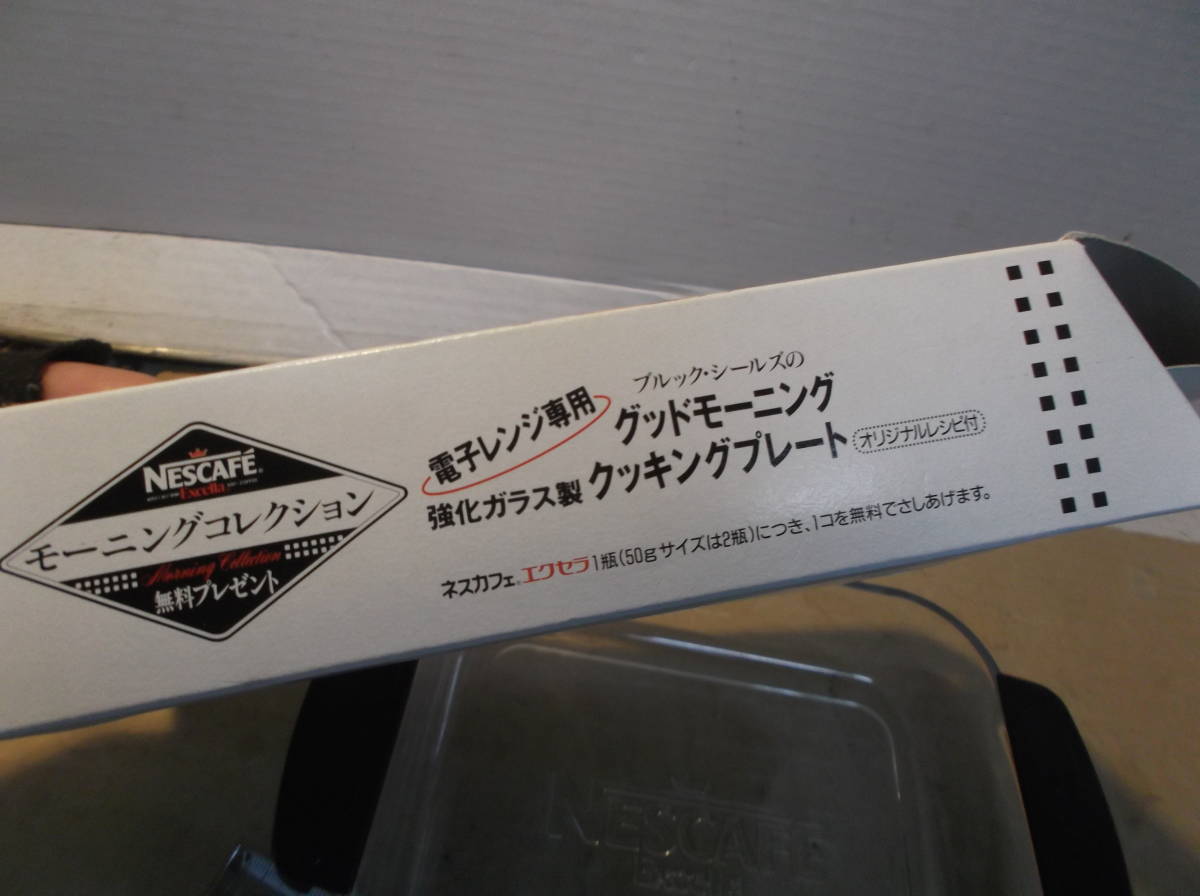 NESCAFÉ®
Excella
モーニングコレクション
Morning Collection
無料プレゼント
電子レンジ専用
ブルック・シールズの
グッドモーニング
強化ガラス製 クッキングプレート オリジナルレシピ付
ネスカフェ®エクセラ1瓶(50gサイズは2瓶)につき、1コを無料でさしあげます。
NESCAFÉ
Excella